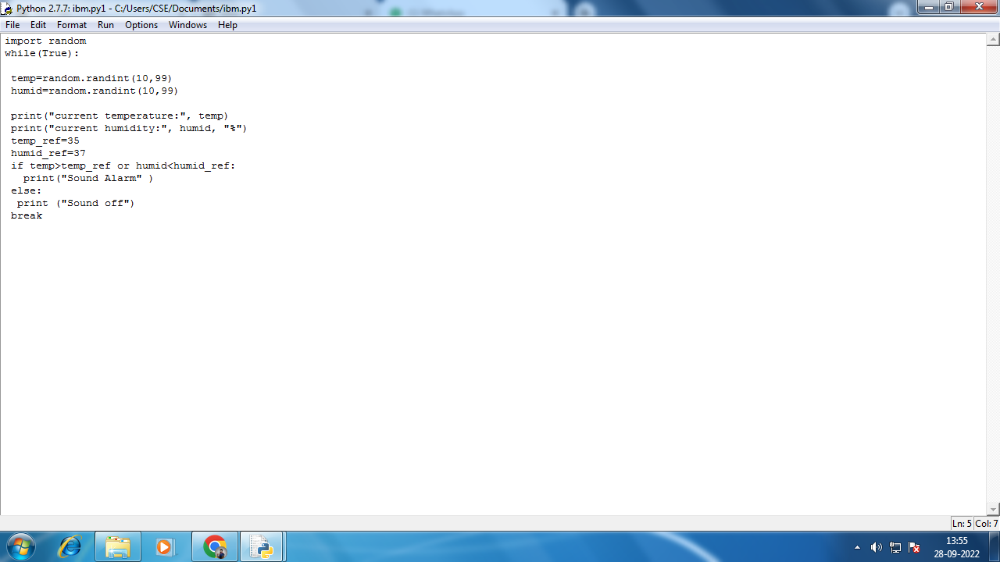 Python 2.7.7: ibm.py1 - C:/Users/CSE/Documents/ibm.py1
File Edit Format Run Options Windows Help
import random
while(True):
 temp=random.randint(10,99)
 humid=random.randint(10,99)
 print("current temperature:", temp)
 print("current humidity:", humid, "%")
 temp_ref=35
 humid_ref=37
 if temp>temp_ref or humid<humid_ref:
   print("Sound Alarm" )
 else:
  print ("Sound off")
 break
Ln: 5 Col: 7
13:55
28-09-2022